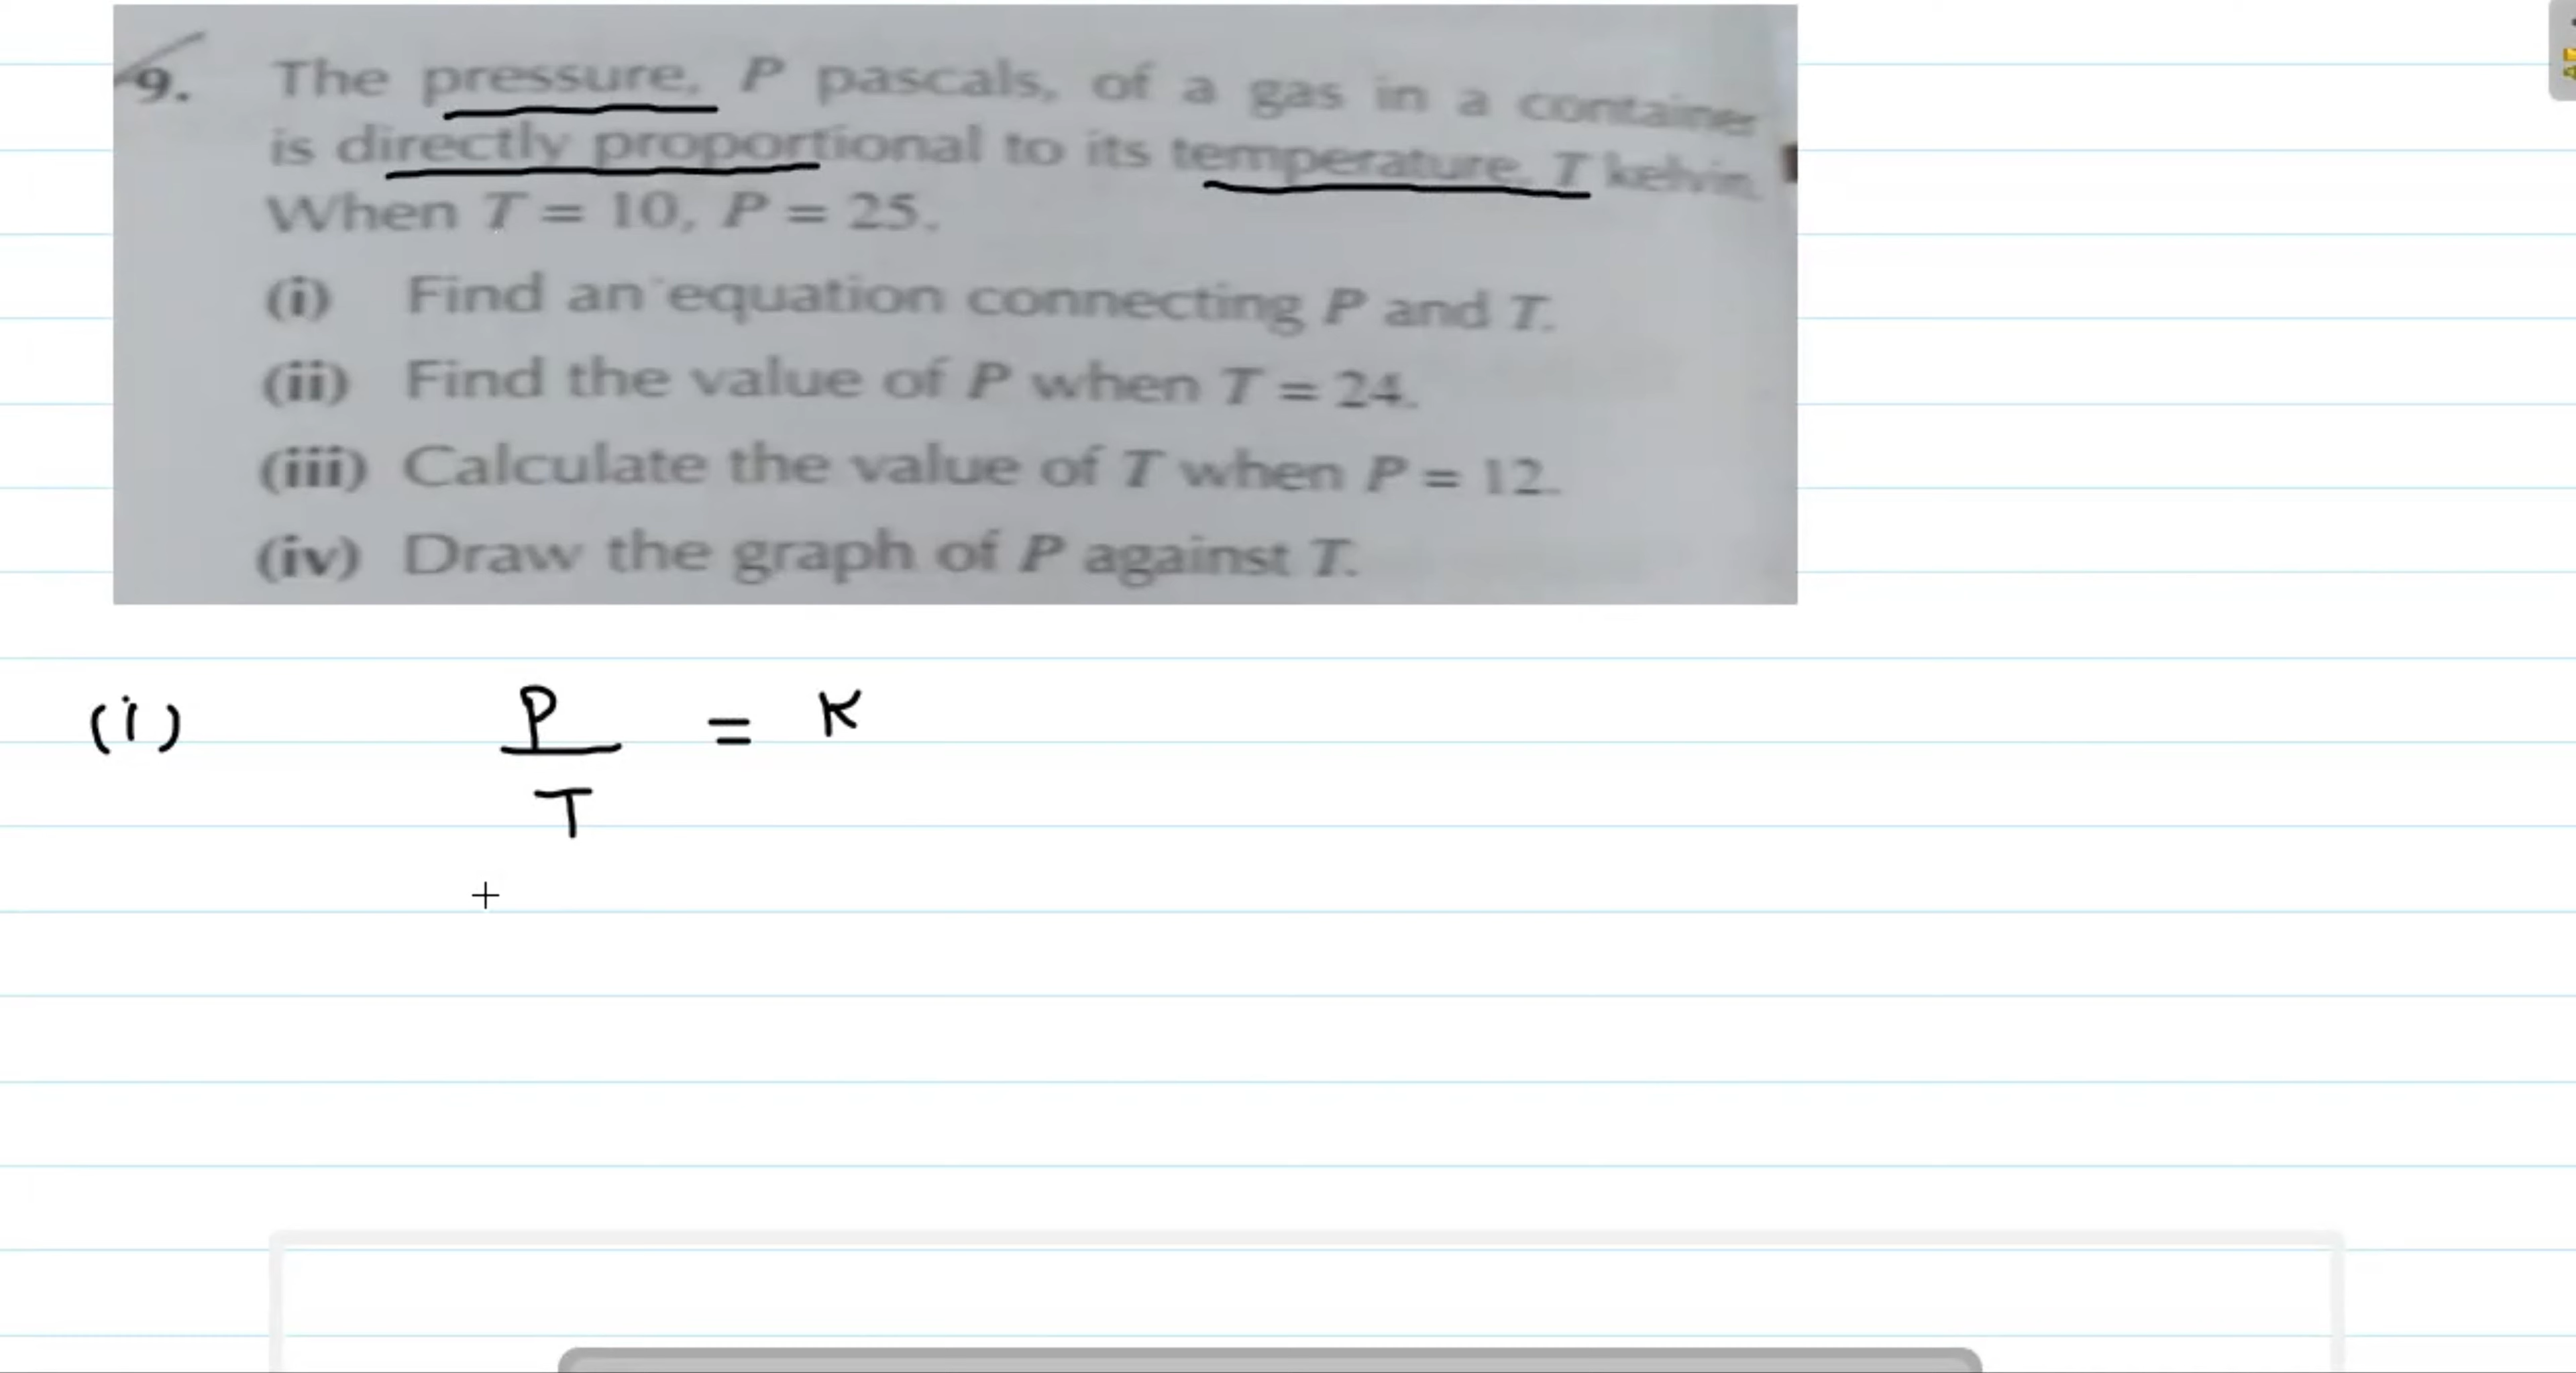 9. The pressure, P pascals, of a gas in a container
is directly proportional to its temperature, T kelvin.
When T = 10, P = 25.
(i) Find an equation connecting P and T.
(ii) Find the value of P when T = 24.
(iii) Calculate the value of T when P = 12.
(iv) Draw the graph of P against T.
(i) P/T = K